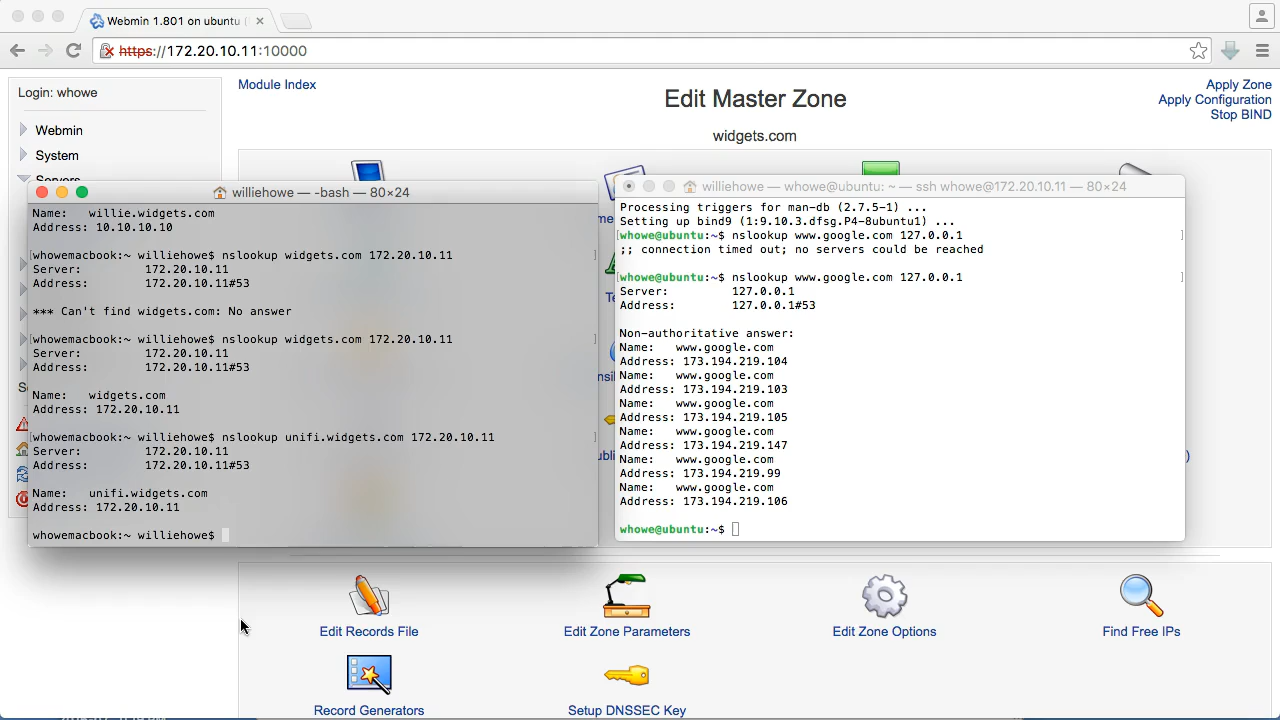 Webmin 1.801 on ubuntu (
https://172.20.10.11:10000
Login: whowe
Webmin
System
Servers
Module Index
Edit Master Zone
widgets.com
Apply Zone
Apply Configuration
Stop BIND
williehowe — -bash — 80×24
Name:   willie.widgets.com
Address: 10.10.10.10
whowemacbook:~ williehowe$ nslookup widgets.com 172.20.10.11
Server:         172.20.10.11
Address:        172.20.10.11#53
*** Can't find widgets.com: No answer
whowemacbook:~ williehowe$ nslookup widgets.com 172.20.10.11
Server:         172.20.10.11
Address:        172.20.10.11#53
Name:   widgets.com
Address: 172.20.10.11
whowemacbook:~ williehowe$ nslookup unifi.widgets.com 172.20.10.11
Server:         172.20.10.11
Address:        172.20.10.11#53
Name:   unifi.widgets.com
Address: 172.20.10.11
whowemacbook:~ williehowe$
williehowe — whowe@ubuntu: ~ — ssh whowe@172.20.10.11 — 80×24
Processing triggers for man-db (2.7.5-1) ...
Setting up bind9 (1:9.10.3.dfsg.P4-8ubuntu1) ...
whowe@ubuntu:~$ nslookup www.google.com 127.0.0.1
;; connection timed out; no servers could be reached
whowe@ubuntu:~$ nslookup www.google.com 127.0.0.1
Server:         127.0.0.1
Address:        127.0.0.1#53
Non-authoritative answer:
Name:   www.google.com
Address: 173.194.219.104
Name:   www.google.com
Address: 173.194.219.103
Name:   www.google.com
Address: 173.194.219.105
Name:   www.google.com
Address: 173.194.219.147
Name:   www.google.com
Address: 173.194.219.99
Name:   www.google.com
Address: 173.194.219.106
whowe@ubuntu:~$
Edit Records File
Edit Zone Parameters
Edit Zone Options
Find Free IPs
Record Generators
Setup DNSSEC Key